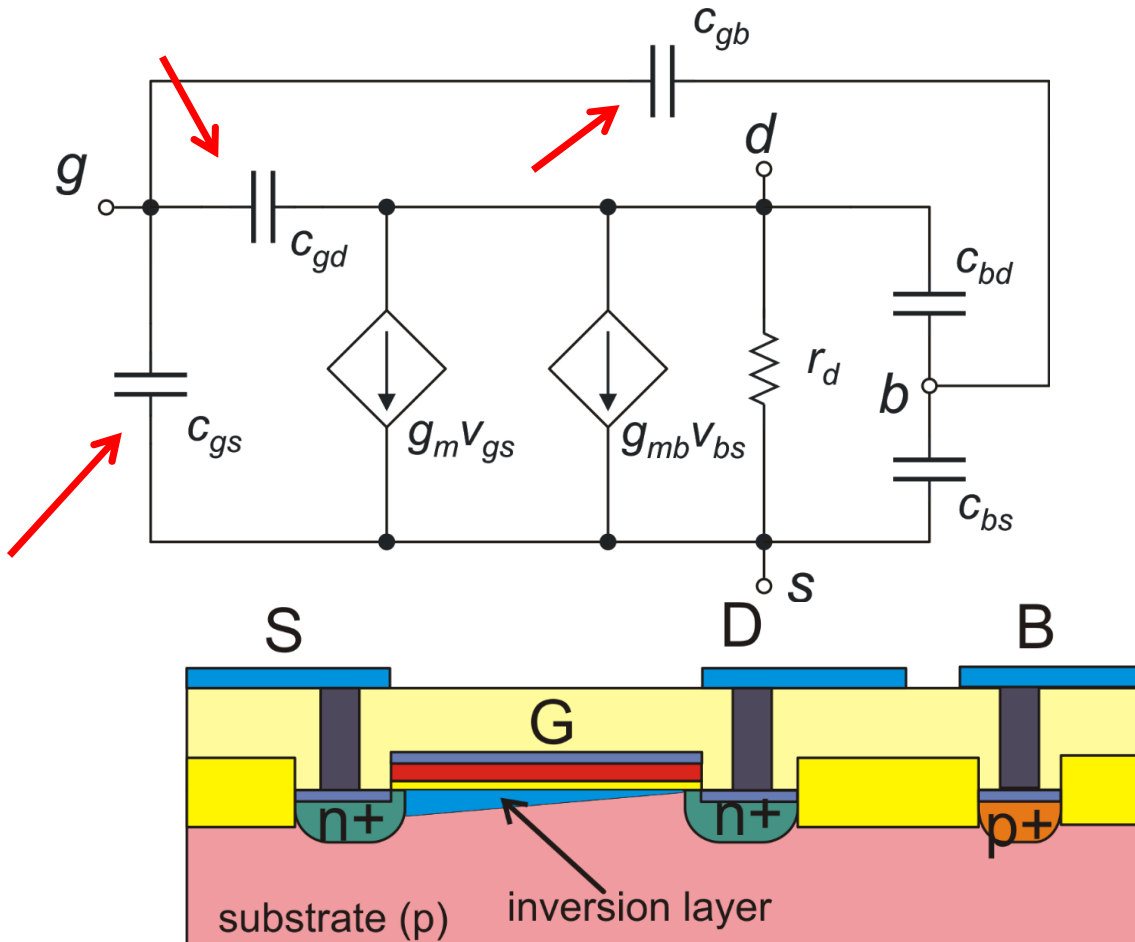 c_gb
d
g
c_gd
c_bd
r_d
b
c_gs
g_m v_gs
g_mb v_bs
c_bs
s
S
D
B
G
n+
n+
p+
inversion layer
substrate (p)